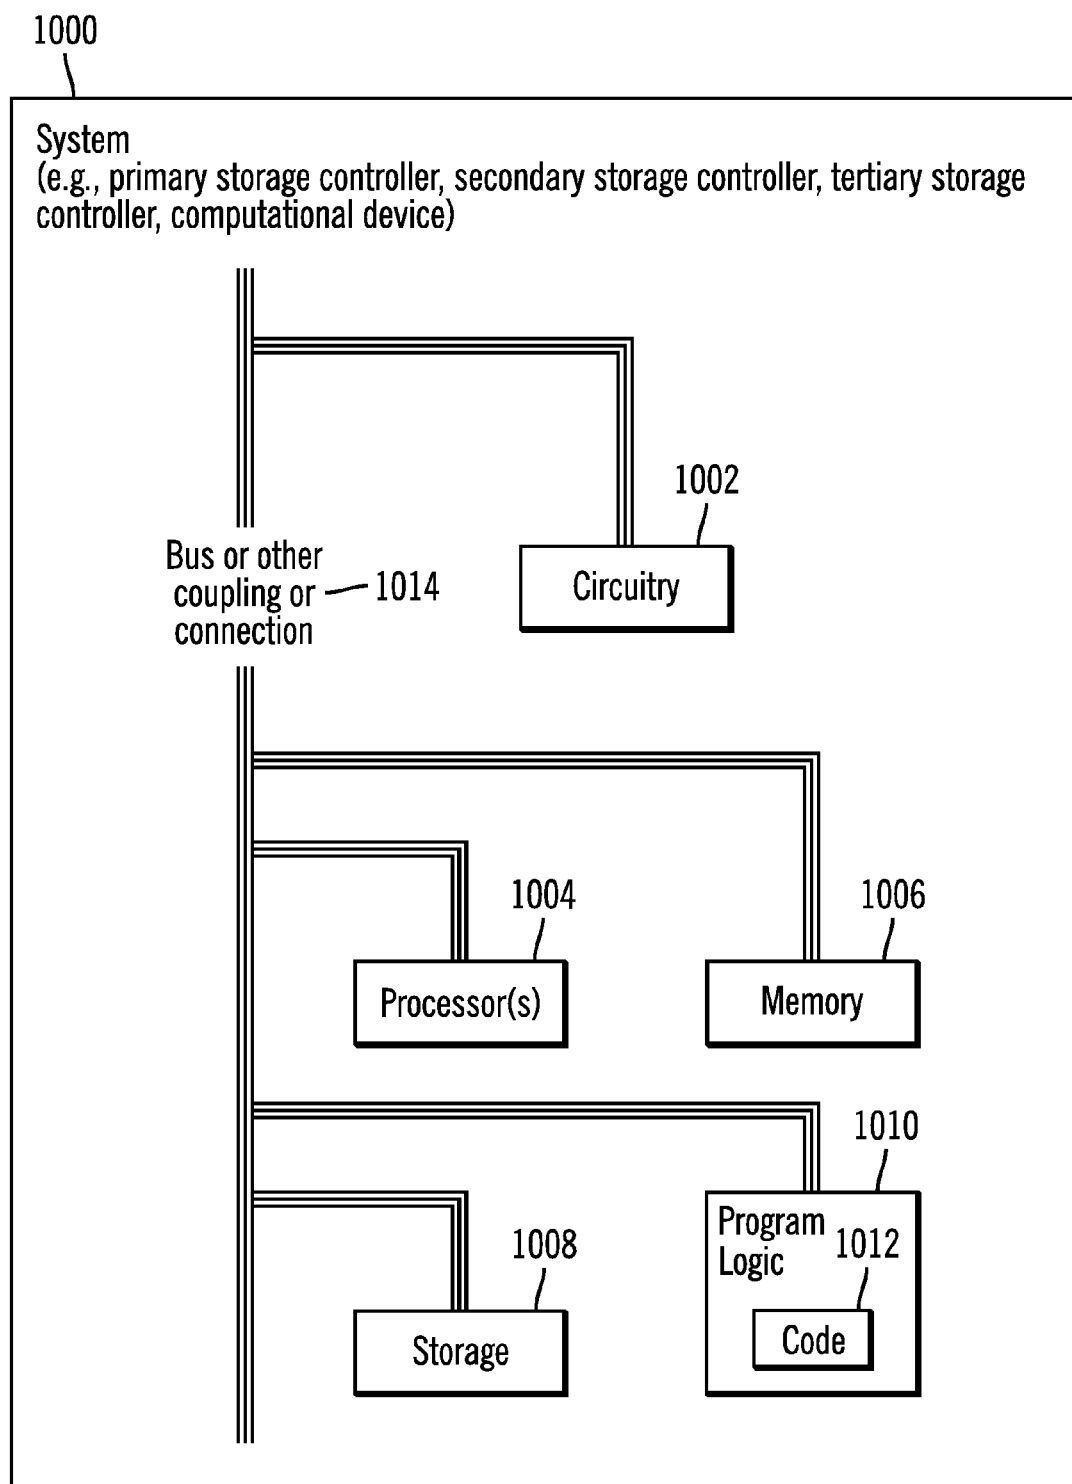 1000
System
(e.g., primary storage controller, secondary storage controller, tertiary storage
controller, computational device)
1002
Circuitry
Bus or other
coupling or
connection
1014
1004
Processor(s)
1006
Memory
1008
Storage
1010
Program
Logic
1012
Code